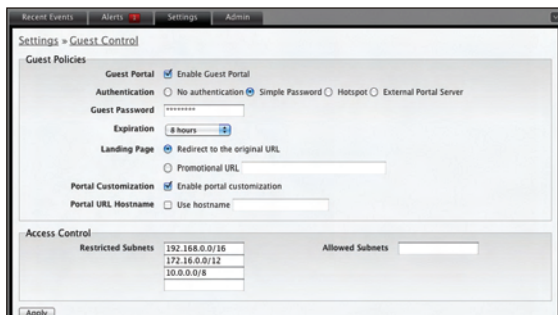 Recent Events Alerts Settings Admin
Settings » Guest Control
Guest Policies
Guest Portal Enable Guest Portal
Authentication No authentication Simple Password Hotspot External Portal Server
Guest Password ********
Expiration 8 hours
Landing Page Redirect to the original URL
Promotional URL
Portal Customization Enable portal customization
Portal URL Hostname Use hostname
Access Control
Restricted Subnets 192.168.0.0/16 Allowed Subnets
172.16.0.0/12
10.0.0.0/8
Apply